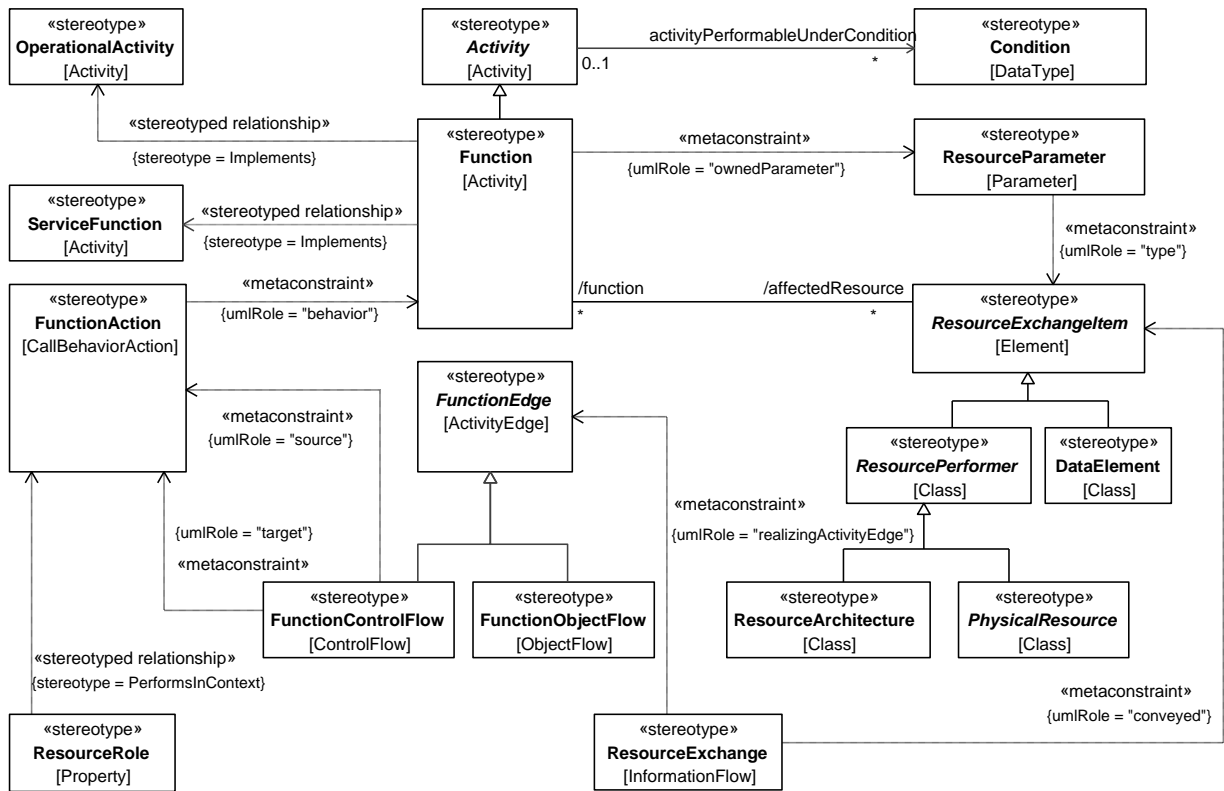 «stereotype»
OperationalActivity
[Activity]
«stereotype»
Activity
[Activity]
activityPerformableUnderCondition
0..1
*
«stereotype»
Condition
[DataType]
«stereotyped relationship»
{stereotype = Implements}
«stereotype»
Function
[Activity]
«metaconstraint»
{umlRole = "ownedParameter"}
«stereotype»
ResourceParameter
[Parameter]
«stereotype»
ServiceFunction
[Activity]
«stereotyped relationship»
{stereotype = Implements}
«metaconstraint»
{umlRole = "type"}
«stereotype»
FunctionAction
[CallBehaviorAction]
«metaconstraint»
{umlRole = "behavior"}
/function
*
/affectedResource
*
«stereotype»
ResourceExchangeItem
[Element]
«stereotype»
FunctionEdge
[ActivityEdge]
«metaconstraint»
{umlRole = "source"}
«stereotype»
ResourcePerformer
[Class]
«stereotype»
DataElement
[Class]
«metaconstraint»
{umlRole = "realizingActivityEdge"}
{umlRole = "target"}
«metaconstraint»
«stereotype»
FunctionControlFlow
[ControlFlow]
«stereotype»
FunctionObjectFlow
[ObjectFlow]
«stereotype»
ResourceArchitecture
[Class]
«stereotype»
PhysicalResource
[Class]
«stereotyped relationship»
{stereotype = PerformsInContext}
«metaconstraint»
{umlRole = "conveyed"}
«stereotype»
ResourceRole
[Property]
«stereotype»
ResourceExchange
[InformationFlow]